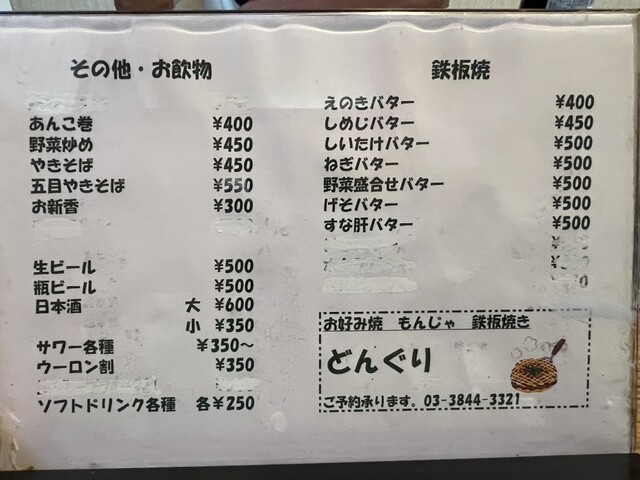 その他・お飲物
あんこ巻 ¥400
野菜炒め ¥450
やきそば ¥450
五目やきそば ¥550
お新香 ¥300
生ビール ¥500
瓶ビール ¥500
日本酒 大 ¥600
小 ¥350
サワー各種 ¥350～
ウーロン割 ¥350
ソフトドリンク各種 各¥250
鉄板焼
えのきバター ¥400
しめじバター ¥450
しいたけバター ¥500
ねぎバター ¥500
野菜盛合せバター ¥500
げそバター ¥500
すな肝バター ¥500
お好み焼 もんじゃ 鉄板焼き
どんぐり
ご予約承ります。03-3844-3321